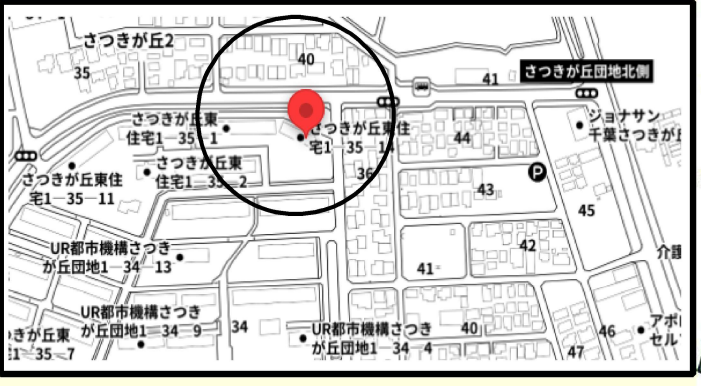 さつきが丘2
35
40
41
さつきが丘団地北側
ジョナサン
千葉さつきが丘
さつきが丘東
住宅1―35―1
さつきが丘東住
宅1―35―14
44
さつきが丘東
住宅1―35―2
36
さつきが丘東住
宅1―35―11
P
43
45
UR都市機構さつき
が丘団地1―34―13
42
41
介護
UR都市機構さつき
が丘団地1―34―9
34
UR都市機構さつき
が丘団地1―34―4
40
46
47
アポ
セル
きが丘東
1―35―7